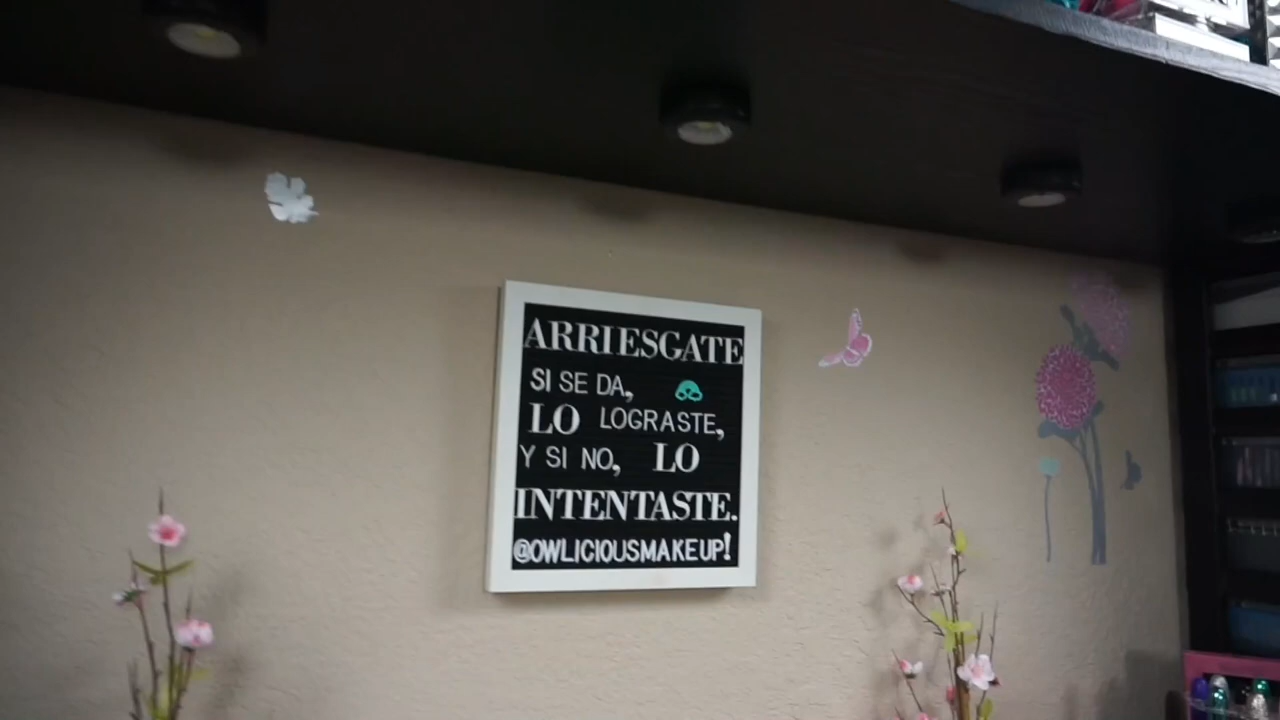 ARRIESGATE
SI SE DA,
LO LOGRASTE,
Y SI NO, LO
INTENTASTE.
@OWLICIOUSMAKEUP!